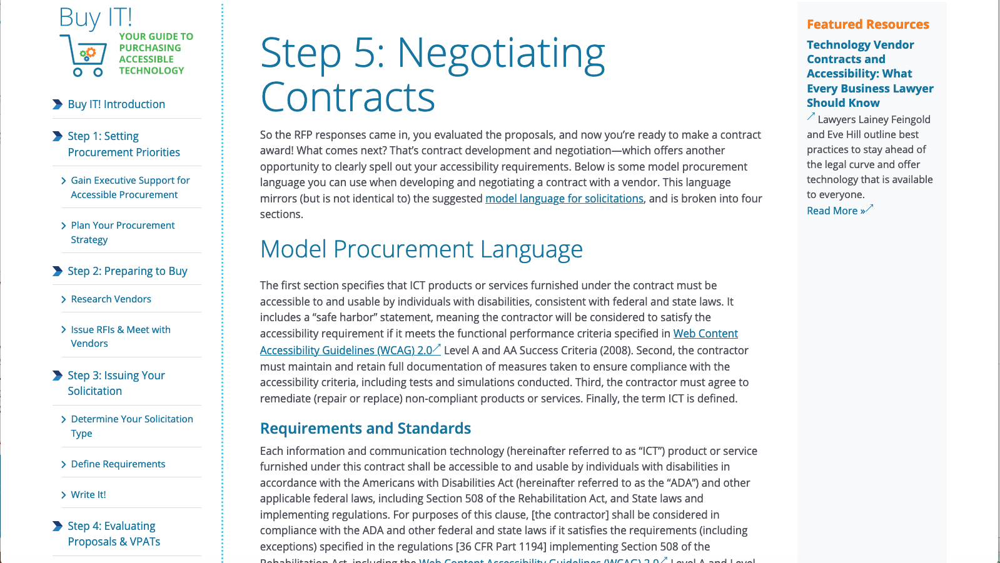 Buy IT!
YOUR GUIDE TO
PURCHASING
ACCESSIBLE
TECHNOLOGY
Buy IT! Introduction
Step 1: Setting
Procurement Priorities
Gain Executive Support for
Accessible Procurement
Plan Your Procurement
Strategy
Step 2: Preparing to Buy
Research Vendors
Issue RFIs & Meet with
Vendors
Step 3: Issuing Your
Solicitation
Determine Your Solicitation
Type
Define Requirements
Write It!
Step 4: Evaluating
Proposals & VPATs
Step 5: Negotiating
Contracts
So the RFP responses came in, you evaluated the proposals, and now you’re ready to make a contract
award! What comes next? That’s contract development and negotiation—which offers another
opportunity to clearly spell out your accessibility requirements. Below is some model procurement
language you can use when developing and negotiating a contract with a vendor. This language
mirrors (but is not identical to) the suggested model language for solicitations, and is broken into four
sections.
Model Procurement Language
The first section specifies that ICT products or services furnished under the contract must be
accessible to and usable by individuals with disabilities, consistent with federal and state laws. It
includes a “safe harbor” statement, meaning the contractor will be considered to satisfy the
accessibility requirement if it meets the functional performance criteria specified in Web Content
Accessibility Guidelines (WCAG) 2.0 Level A and AA Success Criteria (2008). Second, the contractor
must maintain and retain full documentation of measures taken to ensure compliance with the
accessibility criteria, including tests and simulations conducted. Third, the contractor must agree to
remediate (repair or replace) non-compliant products or services. Finally, the term ICT is defined.
Requirements and Standards
Each information and communication technology (hereinafter referred to as “ICT”) product or service
furnished under this contract shall be accessible to and usable by individuals with disabilities in
accordance with the Americans with Disabilities Act (hereinafter referred to as the “ADA”) and other
applicable federal laws, including Section 508 of the Rehabilitation Act, and State laws and
implementing regulations. For purposes of this clause, [the contractor] shall be considered in
compliance with the ADA and other federal and state laws if it satisfies the requirements (including
exceptions) specified in the regulations [36 CFR Part 1194] implementing Section 508 of the
Rehabilitation Act, including the Web Content Accessibility Guidelines (WCAG) 2.0 Level A and Level
Featured Resources
Technology Vendor
Contracts and
Accessibility: What
Every Business Lawyer
Should Know
Lawyers Lainey Feingold
and Eve Hill outline best
practices to stay ahead of
the legal curve and offer
technology that is available
to everyone.
Read More »